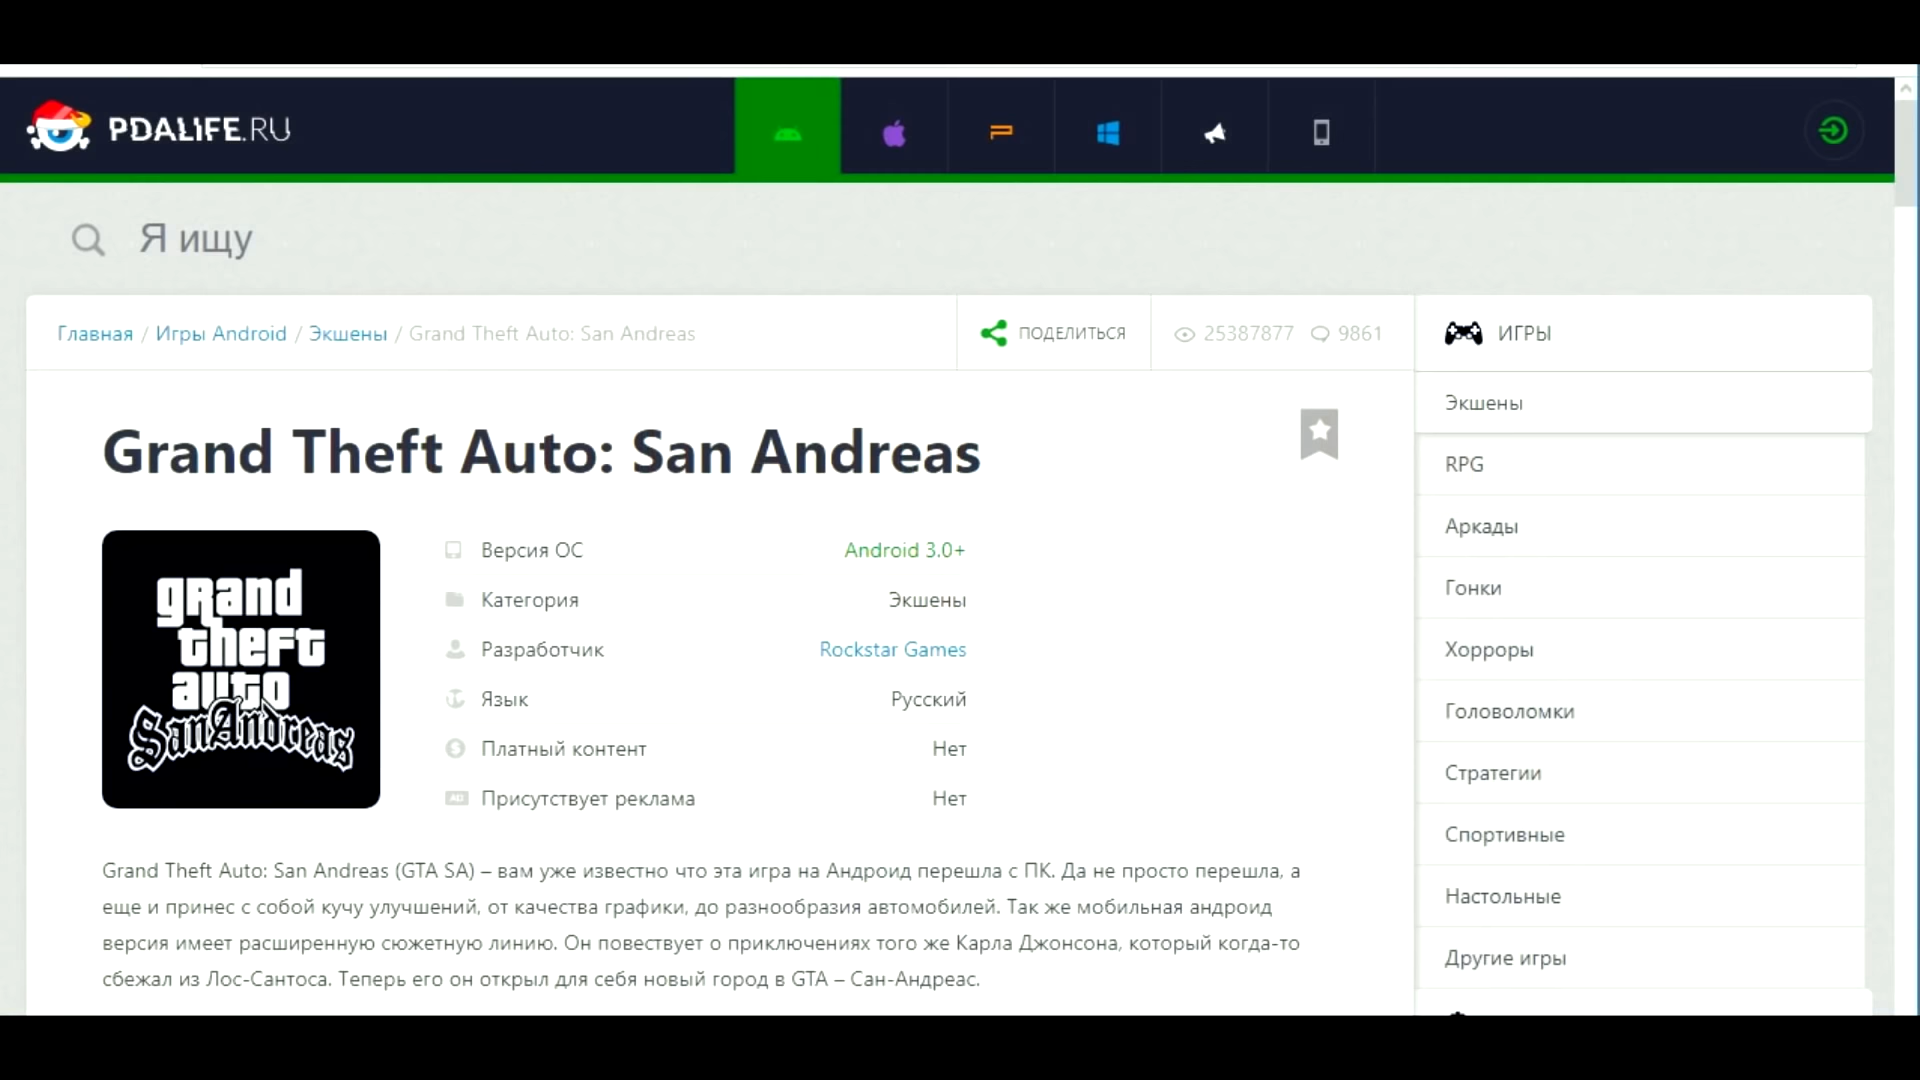 PDALIFE.RU
Я ищу
Главная / Игры Android / Экшены / Grand Theft Auto: San Andreas
ПОДЕЛИТЬСЯ
25387877
9861
ИГРЫ
Экшены
RPG
Аркады
Гонки
Хорроры
Головоломки
Стратегии
Спортивные
Настольные
Другие игры
Grand Theft Auto: San Andreas
grand
theft
auto
San Andreas
Версия ОС Android 3.0+
Категория Экшены
Разработчик Rockstar Games
Язык Русский
Платный контент Нет
AD Присутствует реклама Нет
Grand Theft Auto: San Andreas (GTA SA) – вам уже известно что эта игра на Андроид перешла с ПК. Да не просто перешла, а
еще и принес с собой кучу улучшений, от качества графики, до разнообразия автомобилей. Так же мобильная андроид
версия имеет расширенную сюжетную линию. Он повествует о приключениях того же Карла Джонсона, который когда-то
сбежал из Лос-Сантоса. Теперь его он открыл для себя новый город в GTA – Сан-Андреас.